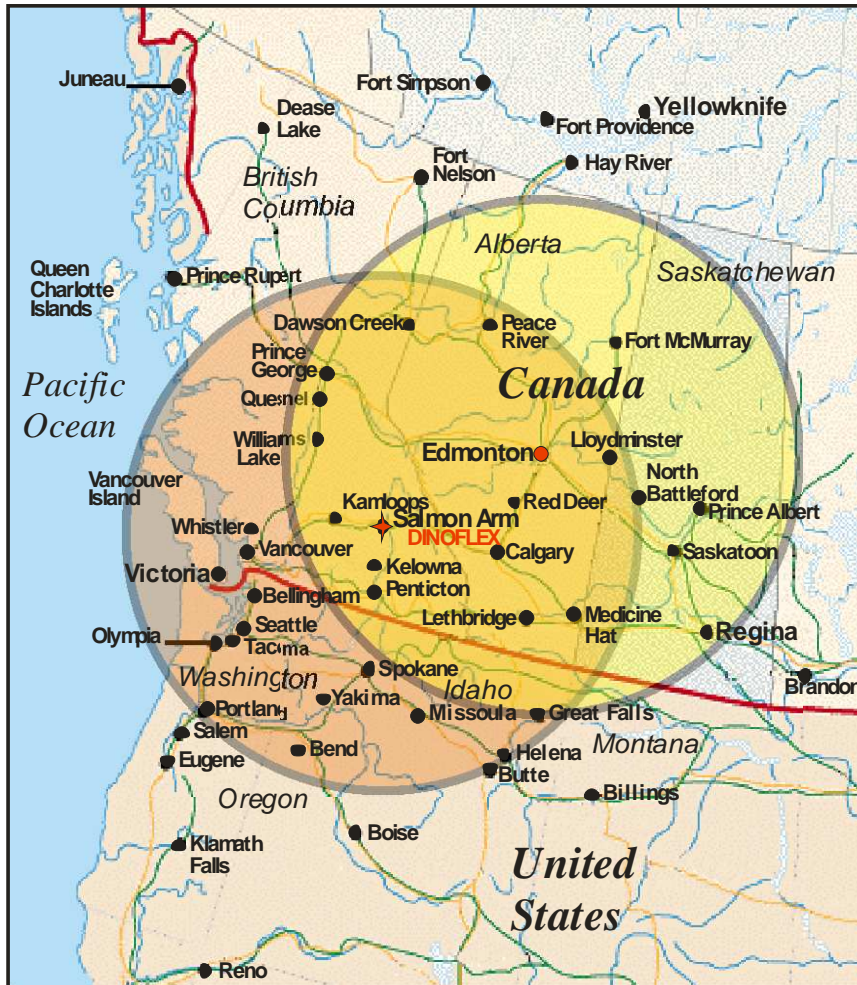 Juneau
Fort Simpson
Yellowknife
Dease
Lake
Fort Providence
Fort
Nelson
Hay River
British
Columbia
Alberta
Saskatchewan
Queen
Charlotte
Islands
Prince Rupert
Dawson Creek
Peace
River
Fort McMurray
Prince
George
Pacific
Ocean
Canada
Quesnel
Williams
Lake
Edmonton
Lloydminster
North
Battleford
Vancouver
Island
Kamloops
Red Deer
Prince Albert
Whistler
Salmon Arm
DINOFLEX
Vancouver
Calgary
Saskatoon
Victoria
Kelowna
Penticton
Bellingham
Lethbridge
Medicine
Hat
Regina
Seattle
Olympia
Tacoma
Washington
Spokane
Idaho
Brandon
Yakima
Portland
Missoula
Great Falls
Salem
Bend
Helena
Montana
Eugene
Butte
Oregon
Billings
Boise
Klamath
Falls
United
States
Reno